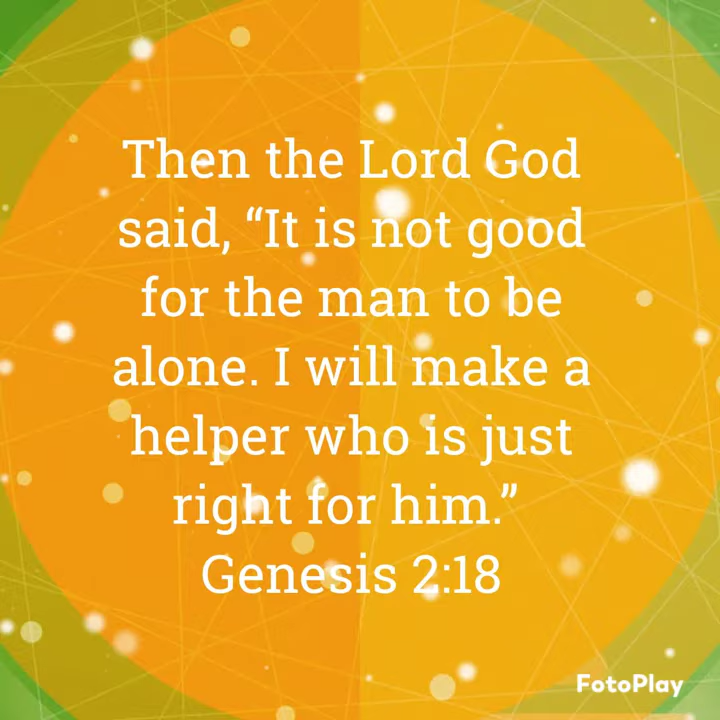 Then the Lord God
said, “It is not good
for the man to be
alone. I will make a
helper who is just
right for him.”
Genesis 2:18
FotoPlay